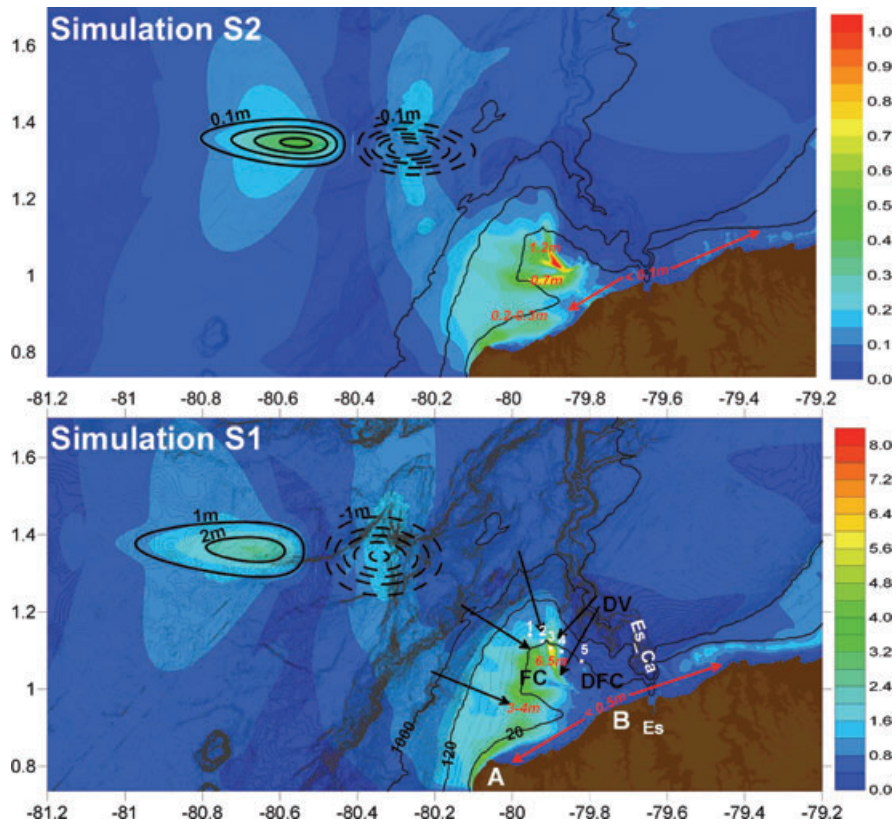 Simulation S2
1.6
1.4
1.2
1
0.8
0.1m
-0.1m
1.2m
0.7m
0.2-0.5m
< 0.1m
1.0
0.9
0.8
0.7
0.6
0.5
0.4
0.3
0.2
0.1
0.0
-81.2 -81 -80.8 -80.6 -80.4 -80.2 -80 -79.8 -79.6 -79.4 -79.2
Simulation S1
1.6
1.4
1.2
1
0.8
1m
2m
-1m
DV
1 2 3 4 5
6.5m
FC
DFC
Es_Ca
3-4m
< 0.5m
1000
120
20
A
B
Es
8.0
7.2
6.4
5.6
4.8
4.0
3.2
2.4
1.6
0.8
0.0
-81.2 -81 -80.8 -80.6 -80.4 -80.2 -80 -79.8 -79.6 -79.4 -79.2